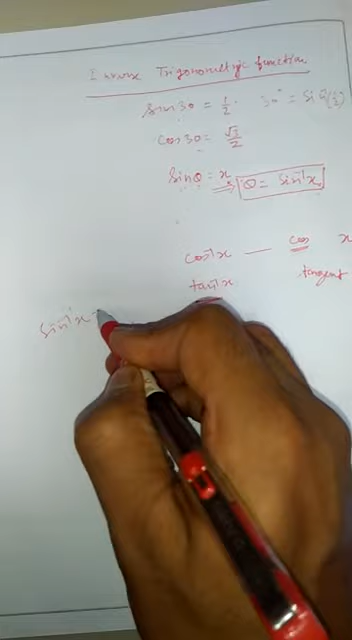 Inverse Trigonometric function
sin30 = 1/2. 30° = sin⁻¹(1/2)
cos30 = √3/2
sinθ = x ⇒ θ = sin⁻¹x
cos⁻¹x — cos x
tan⁻¹x tangent
sin⁻¹x =